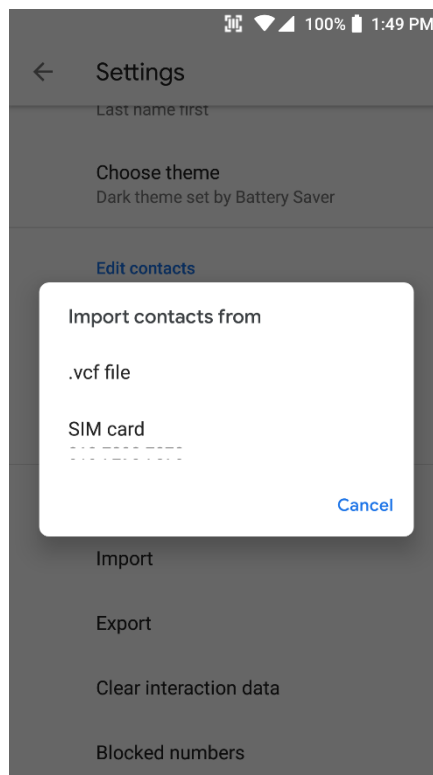 100% 1:49 PM
Settings
Last name first
Choose theme
Dark theme set by Battery Saver
Edit contacts
Import contacts from
.vcf file
SIM card
Cancel
Import
Export
Clear interaction data
Blocked numbers